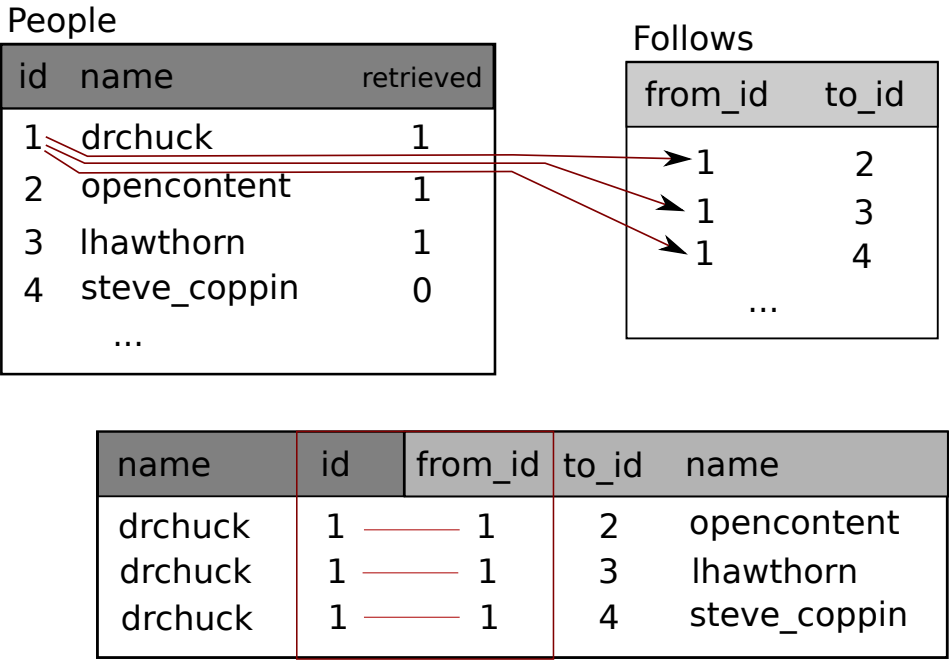 People
id name retrieved
1 drchuck 1
2 opencontent 1
3 lhawthorn 1
4 steve_coppin 0
...
Follows
from_id to_id
1 2
1 3
1 4
...
name id from_id to_id name
drchuck 1 1 2 opencontent
drchuck 1 1 3 lhawthorn
drchuck 1 1 4 steve_coppin